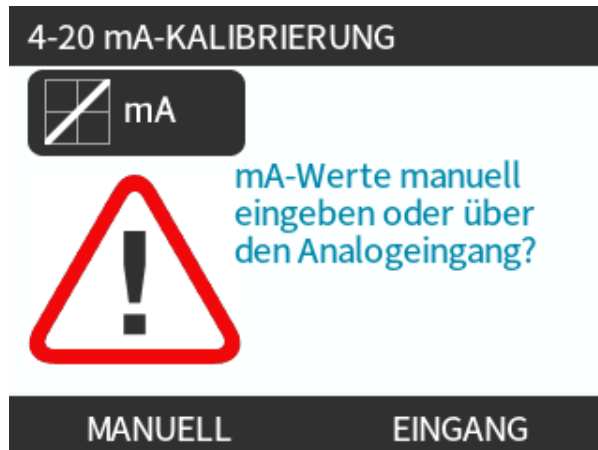 4-20 mA-KALIBRIERUNG
mA
mA-Werte manuell
eingeben oder über
den Analogeingang?
!
MANUELL EINGANG